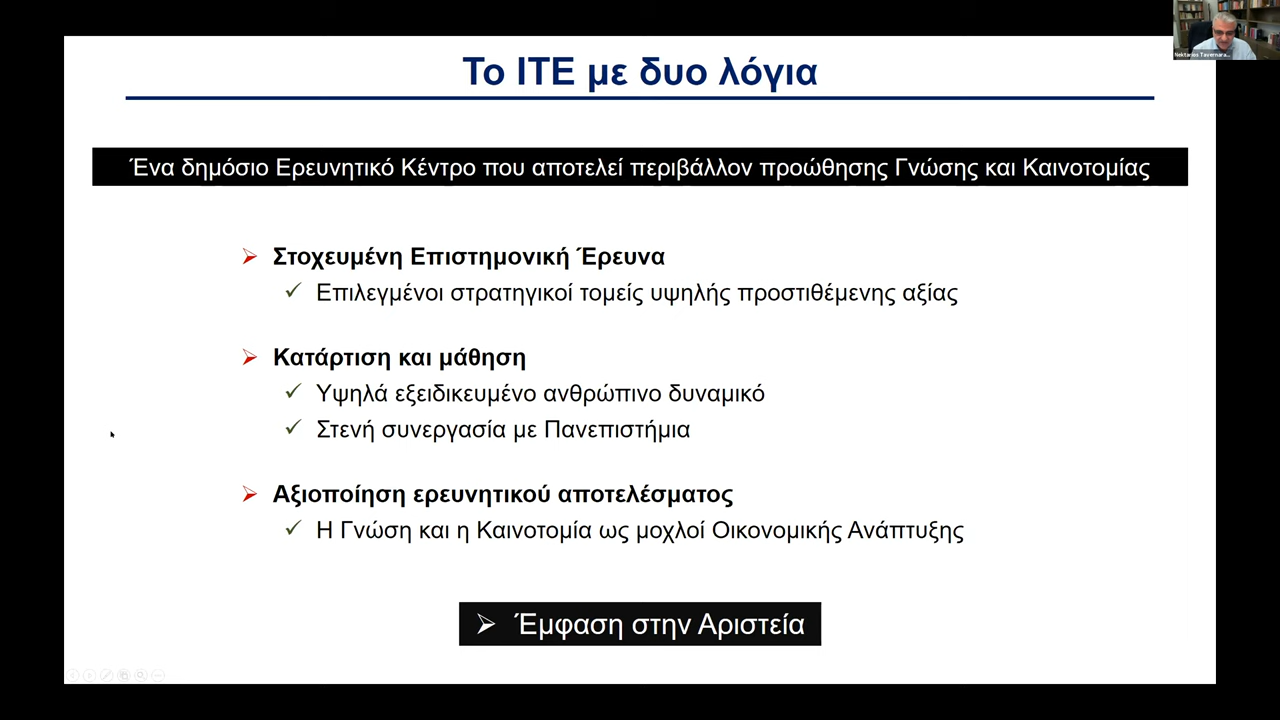 Το ΙΤΕ με δυο λόγια
Ένα δημόσιο Ερευνητικό Κέντρο που αποτελεί περιβάλλον προώθησης Γνώσης και Καινοτομίας
Στοχευμένη Επιστημονική Έρευνα
Επιλεγμένοι στρατηγικοί τομείς υψηλής προστιθέμενης αξίας
Κατάρτιση και μάθηση
Υψηλά εξειδικευμένο ανθρώπινο δυναμικό
Στενή συνεργασία με Πανεπιστήμια
Αξιοποίηση ερευνητικού αποτελέσματος
Η Γνώση και η Καινοτομία ως μοχλοί Οικονομικής Ανάπτυξης
Έμφαση στην Αριστεία
Nektarios Tavernara...